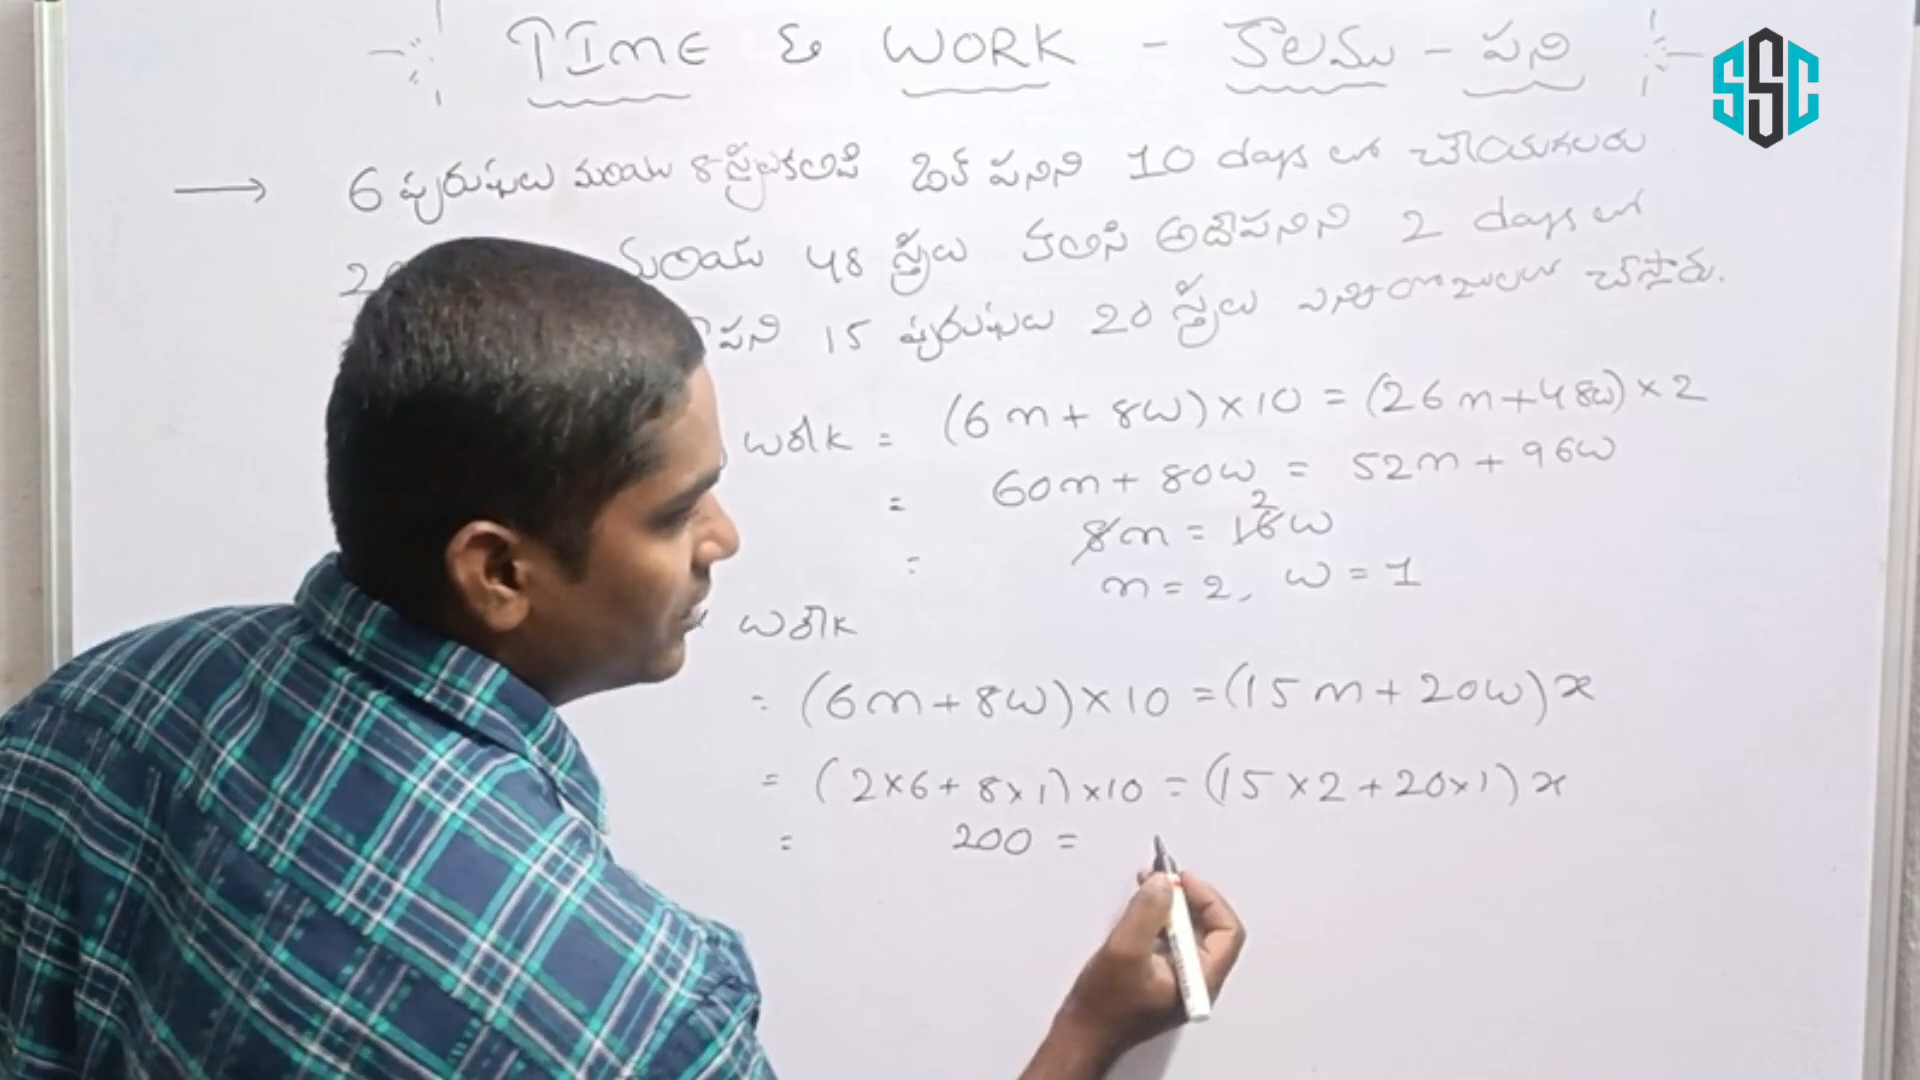 TIME & WORK - కాలము - పని
SSC
→ 6 పురుషులు మరియు 8 స్త్రీలు కలిపి ఒక పనిని 10 days లో చేయగలరు
2 మరియు 48 స్త్రీలు కలిసి అదేపనిని 2 days లో
పని 15 పురుషులు 20 స్త్రీలు ఎన్నిరోజులలో చేస్తారు.
work = (6m + 8w) × 10 = (26m + 48w) × 2
= 60m + 80w = 52m + 96w
2
= 8m = 16w
m = 2, w = 1
work
= (6m + 8w) × 10 = (15m + 20w) x
= (2×6 + 8×1) ×10 = (15×2 + 20×1) x
= 200 =